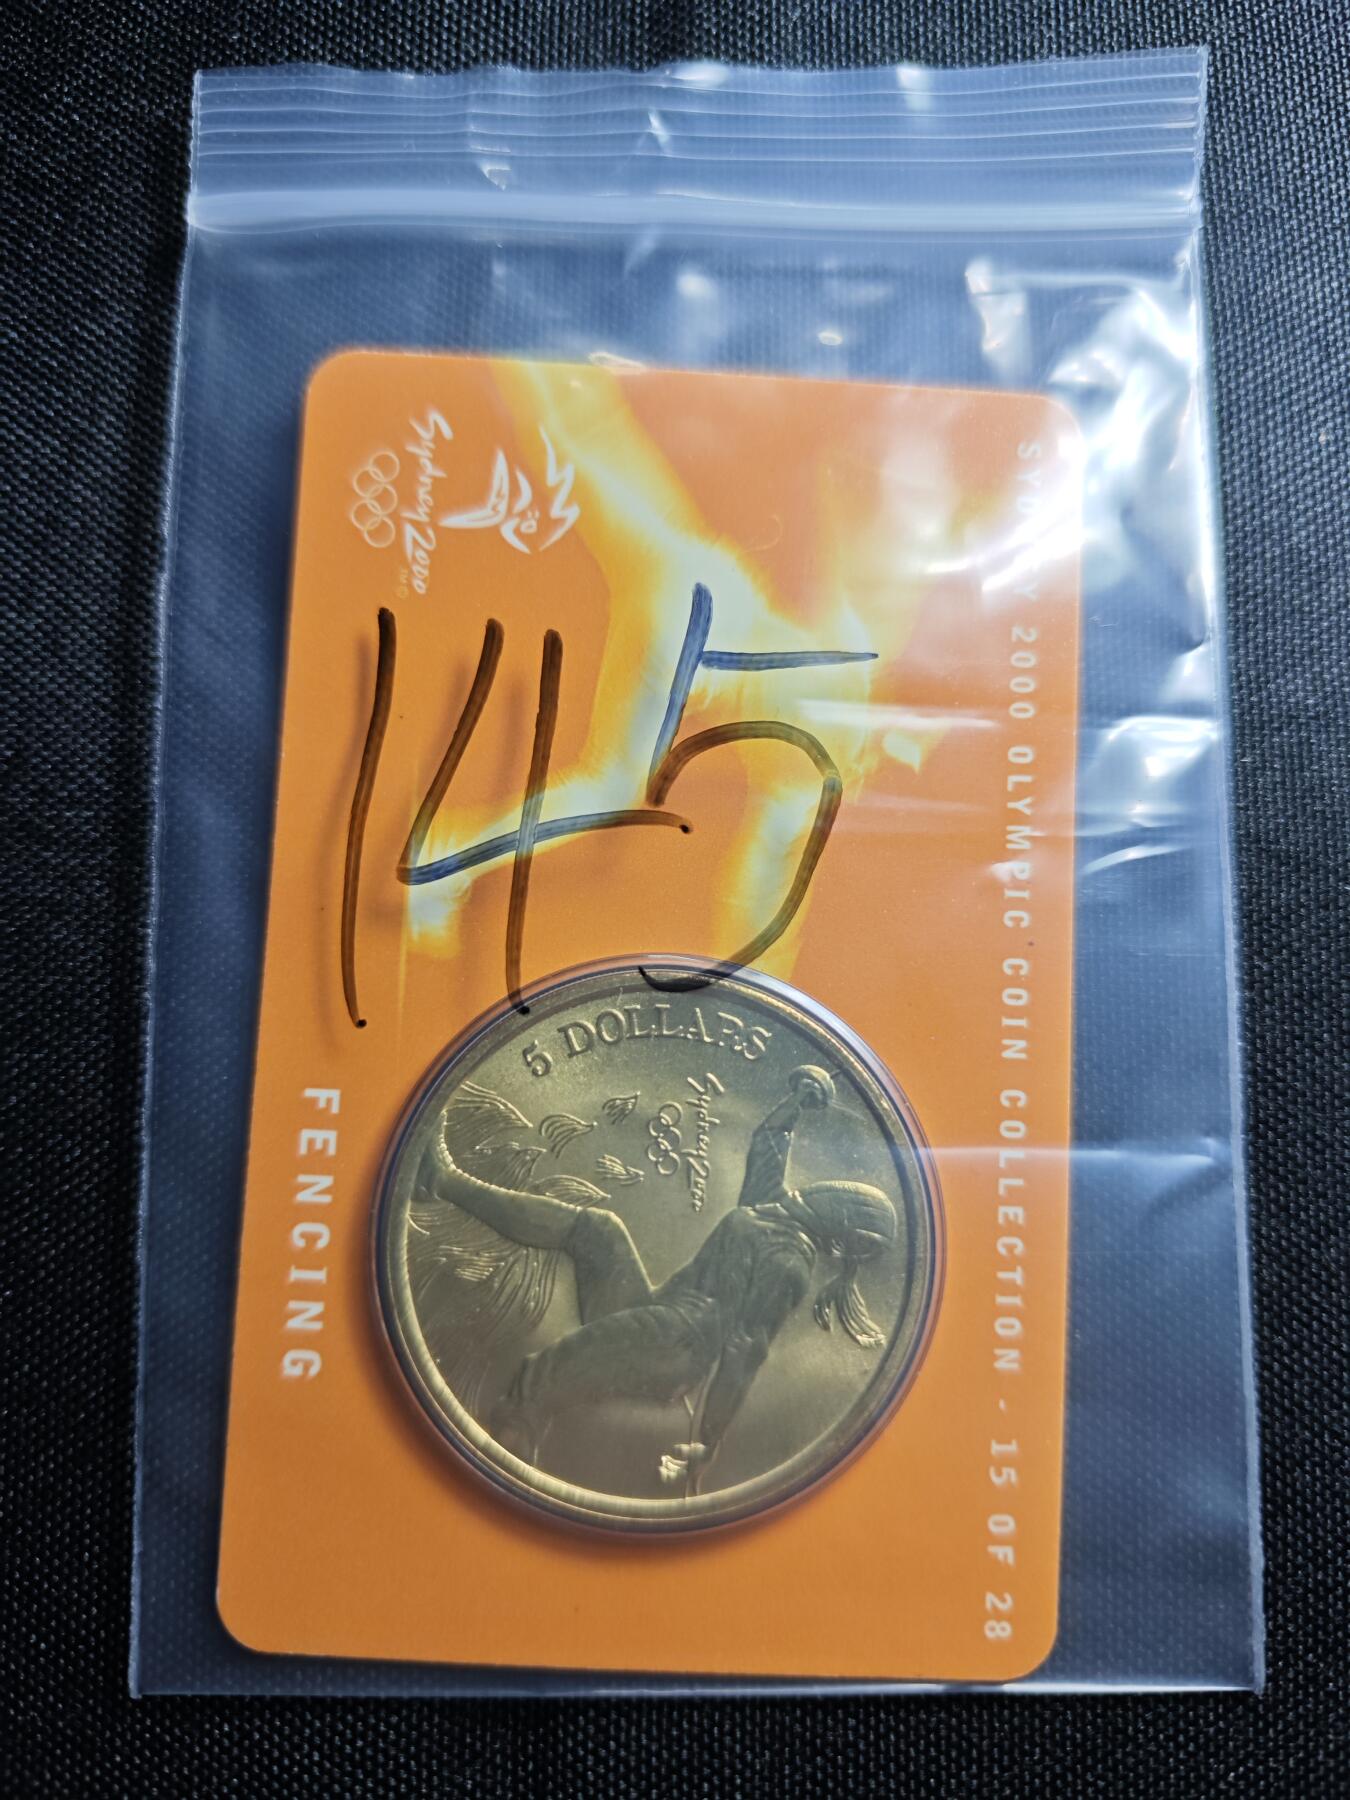 145
SYDNEY 2000 OLYMPIC COIN COLLECTION - 15 OF 28
Sydney 2000
5 DOLLARS
Sydney 2000
FENCING